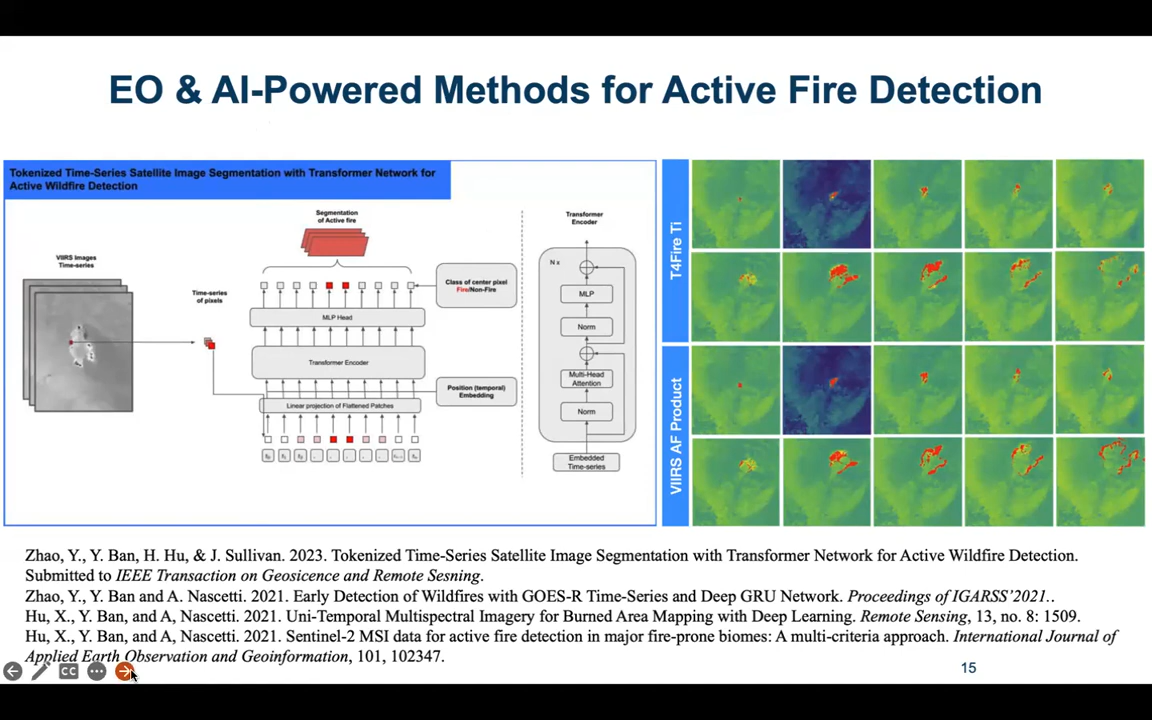 EO & AI-Powered Methods for Active Fire Detection
Tokenized Time-Series Satellite Image Segmentation with Transformer Network for
Active Wildfire Detection
Segmentation
of Active fire
VIIRS Images
Time-series
Time-series
of pixels
Class of center pixel
Fire/Non-Fire
MLP Head
Transformer Encoder
Position (temporal)
Embedding
Linear projection of Flattened Patches
Transformer
Encoder
N x
MLP
Norm
Multi-Head
Attention
Norm
Embedded
Time-series
T4Fire Ti
VIIRS AF Product
Zhao, Y., Y. Ban, H. Hu, & J. Sullivan. 2023. Tokenized Time-Series Satellite Image Segmentation with Transformer Network for Active Wildfire Detection.
Submitted to IEEE Transaction on Geosicence and Remote Sesning.
Zhao, Y., Y. Ban and A. Nascetti. 2021. Early Detection of Wildfires with GOES-R Time-Series and Deep GRU Network. Proceedings of IGARSS'2021..
Hu, X., Y. Ban, and A, Nascetti. 2021. Uni-Temporal Multispectral Imagery for Burned Area Mapping with Deep Learning. Remote Sensing, 13, no. 8: 1509.
Hu, X., Y. Ban, and A, Nascetti. 2021. Sentinel-2 MSI data for active fire detection in major fire-prone biomes: A multi-criteria approach. International Journal of
Applied Earth Observation and Geoinformation, 101, 102347.
CC
15